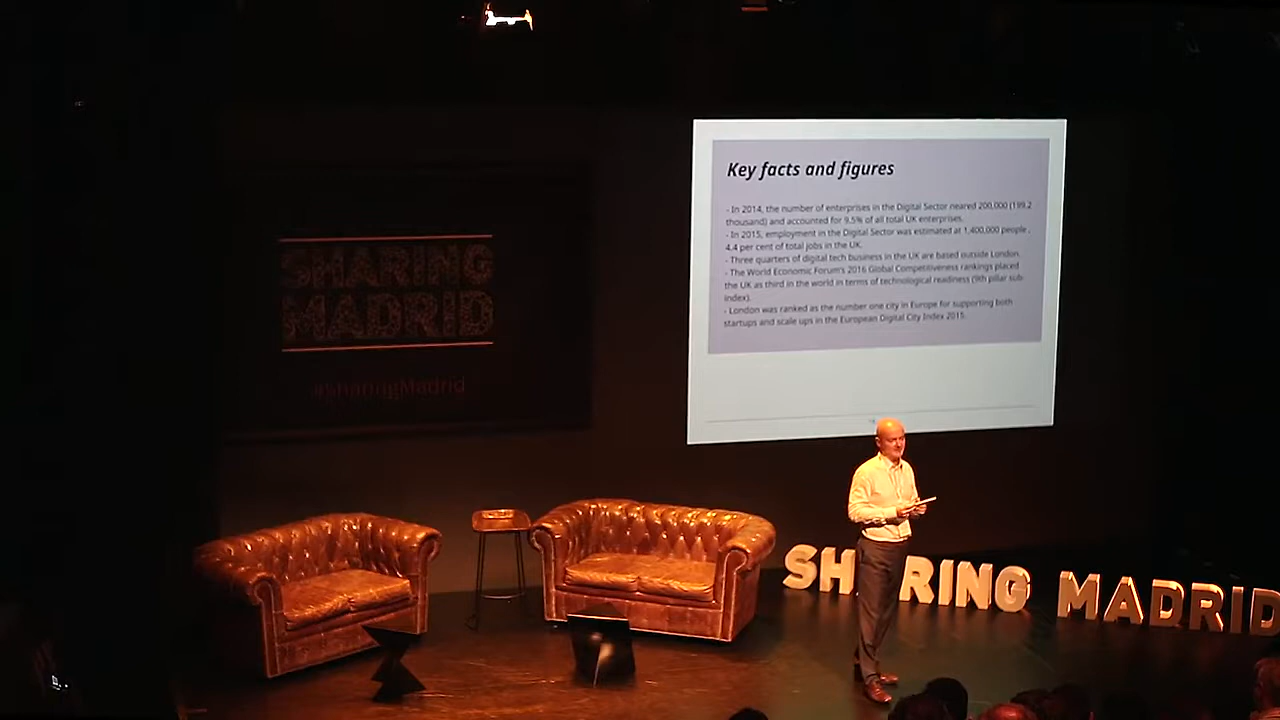 SHARING
MADRID
#sharingMadrid
Key facts and figures
- In 2014, the number of enterprises in the Digital Sector neared 200,000 (199.2
thousand) and accounted for 9.5% of all total UK enterprises.
- In 2015, employment in the Digital Sector was estimated at 1,400,000 people ,
4.4 per cent of total jobs in the UK.
- Three quarters of digital tech business in the UK are based outside London.
- The World Economic Forum's 2016 Global Competitiveness rankings placed
the UK as third in the world in terms of technological readiness (9th pillar sub
index).
- London was ranked as the number one city in Europe for supporting both
startups and scale ups in the European Digital City Index 2015.
SH RING MADRID